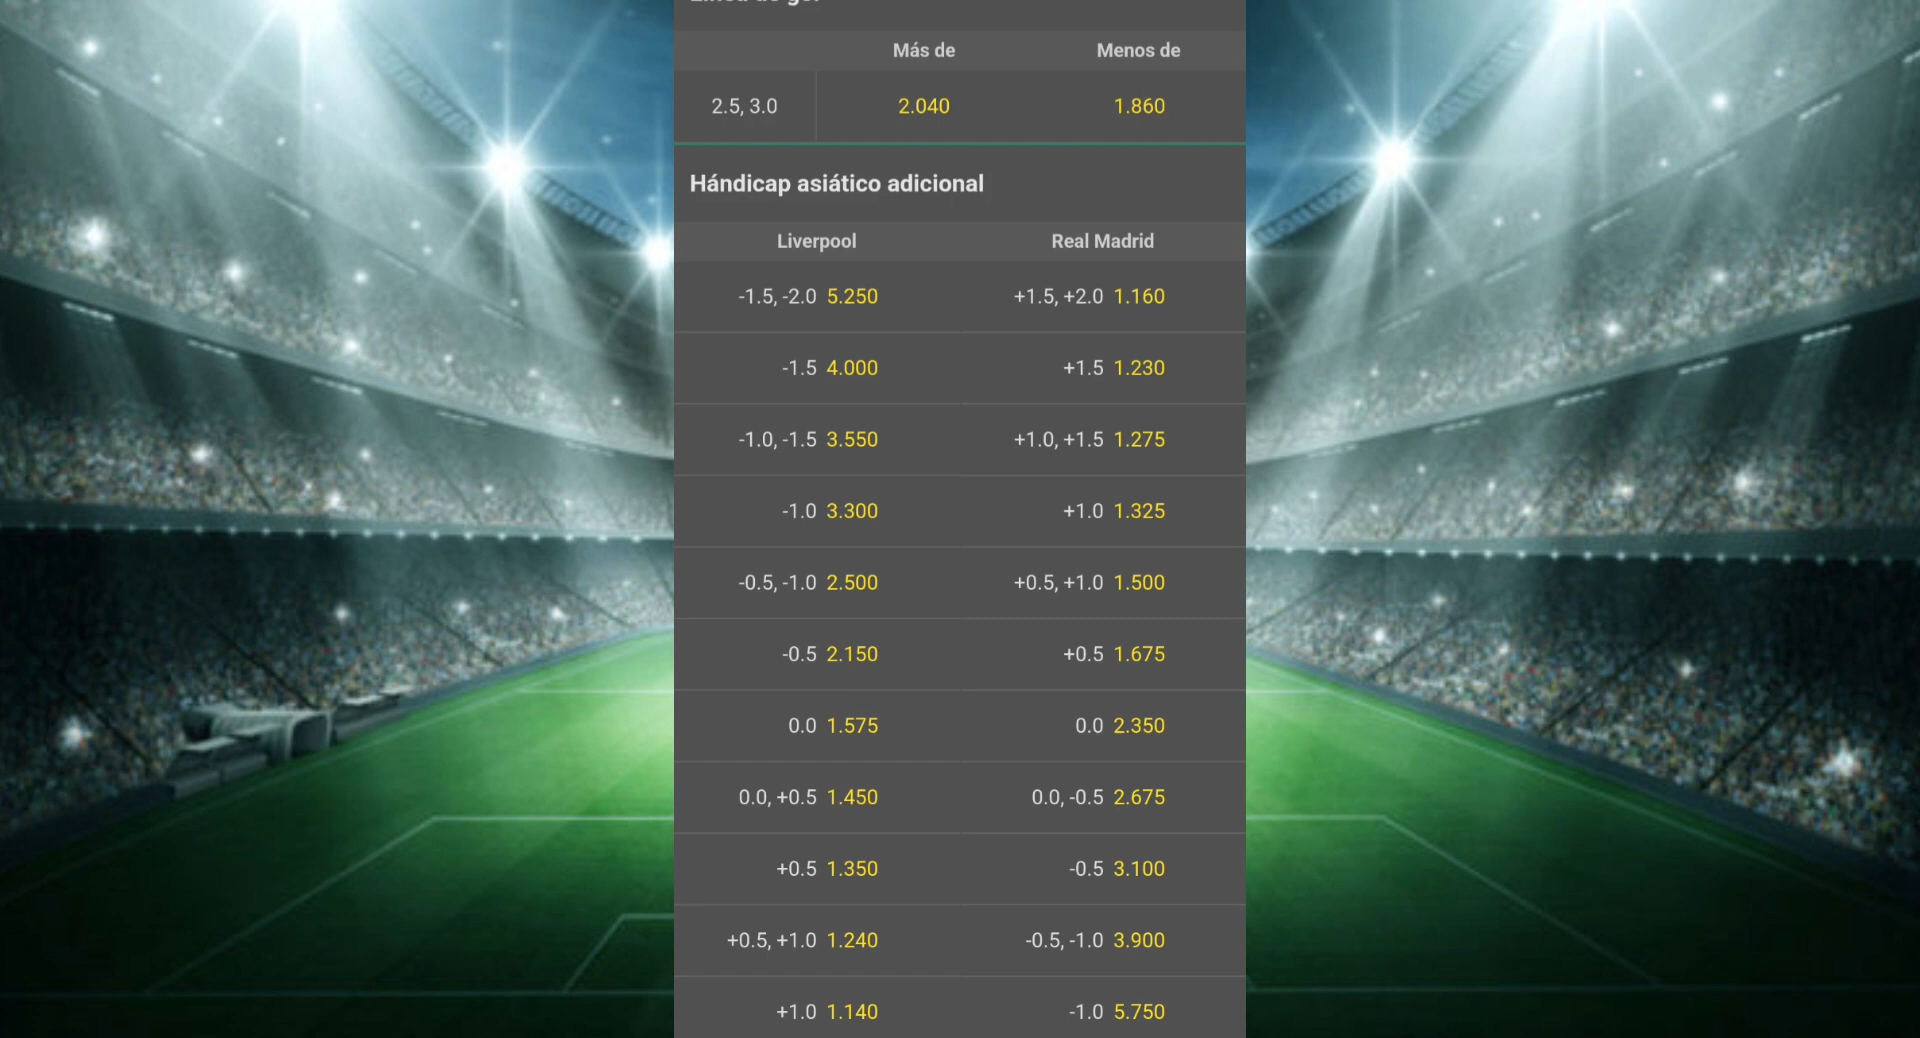 Línea de gol
Más de Menos de
2.5, 3.0 2.040 1.860
Hándicap asiático adicional
Liverpool Real Madrid
-1.5, -2.0 5.250 +1.5, +2.0 1.160
-1.5 4.000 +1.5 1.230
-1.0, -1.5 3.550 +1.0, +1.5 1.275
-1.0 3.300 +1.0 1.325
-0.5, -1.0 2.500 +0.5, +1.0 1.500
-0.5 2.150 +0.5 1.675
0.0 1.575 0.0 2.350
0.0, +0.5 1.450 0.0, -0.5 2.675
+0.5 1.350 -0.5 3.100
+0.5, +1.0 1.240 -0.5, -1.0 3.900
+1.0 1.140 -1.0 5.750